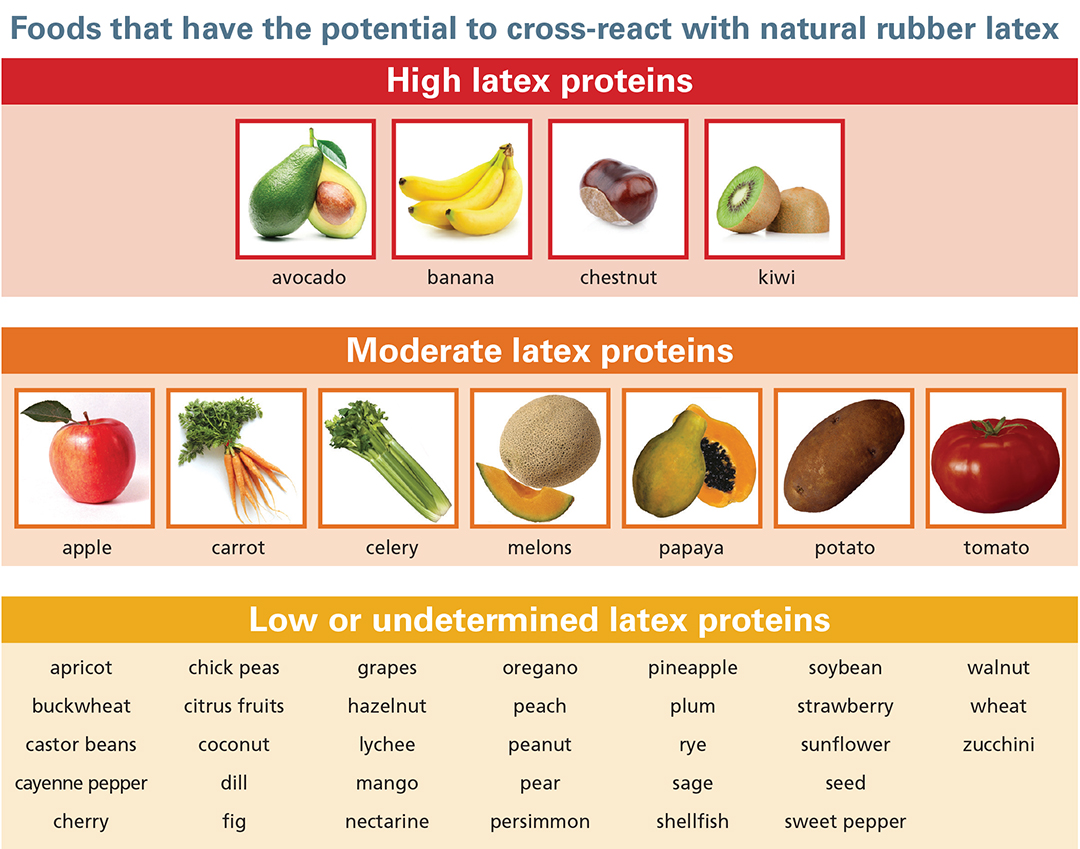 Foods that have the potential to cross-react with natural rubber latex
High latex proteins
avocado
banana
chestnut
kiwi
Moderate latex proteins
apple
carrot
celery
melons
papaya
potato
tomato
Low or undetermined latex proteins
apricot
buckwheat
castor beans
cayenne pepper
cherry
chick peas
citrus fruits
coconut
dill
fig
grapes
hazelnut
lychee
mango
nectarine
oregano
peach
peanut
pear
persimmon
pineapple
plum
rye
sage
shellfish
soybean
strawberry
sunflower
seed
sweet pepper
walnut
wheat
zucchini